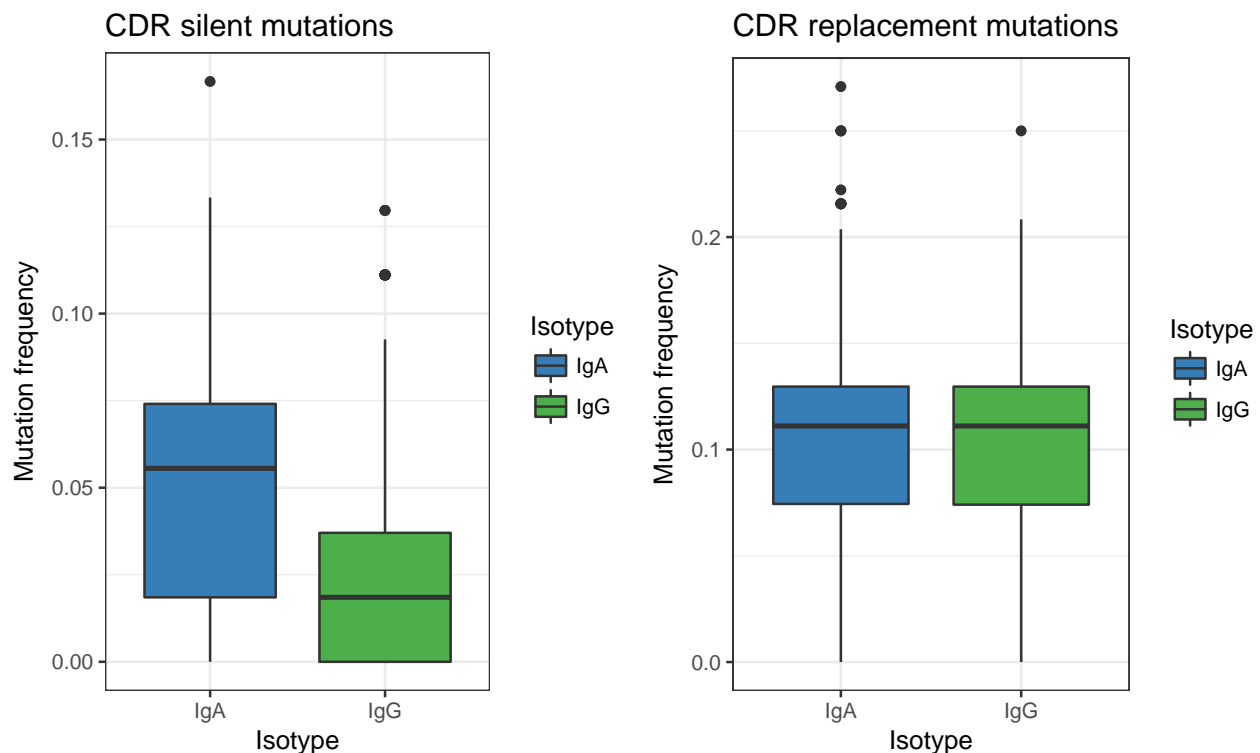 CDR silent mutations
Mutation frequency
0.15
0.10
0.05
0.00
IgA
IgG
Isotype
Isotype
IgA
IgG
CDR replacement mutations
Mutation frequency
0.2
0.1
0.0
IgA
IgG
Isotype
Isotype
IgA
IgG